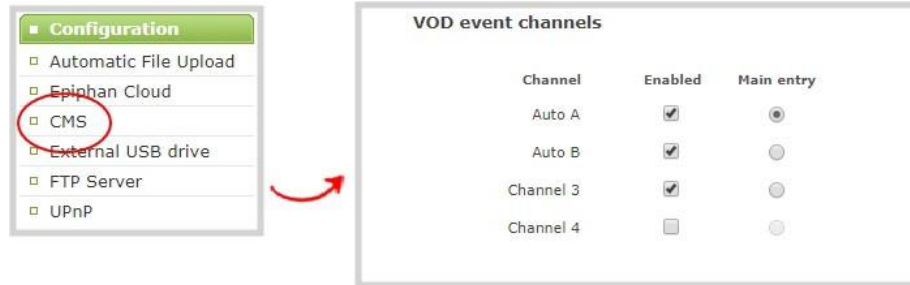 Configuration
Automatic File Upload
Epiphan Cloud
CMS
External USB drive
FTP Server
UPnP
VOD event channels
Channel Enabled Main entry
Auto A
Auto B
Channel 3
Channel 4